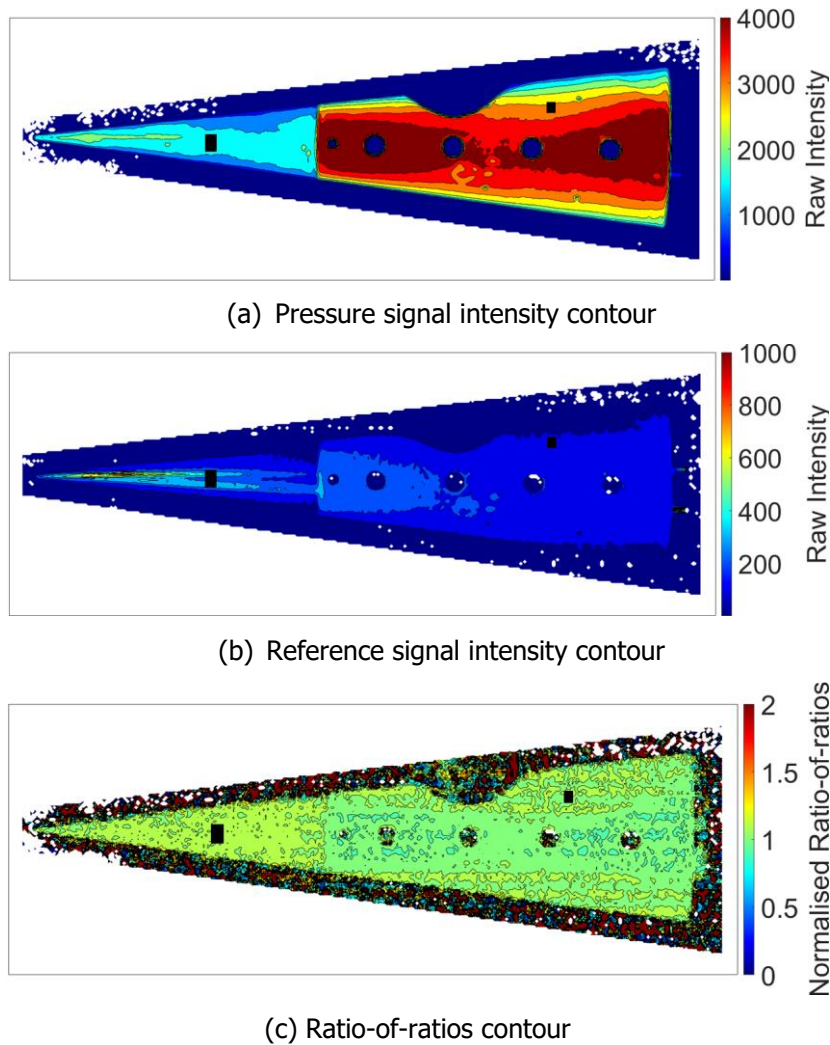 4000
3000
2000
1000
Raw Intensity
(a) Pressure signal intensity contour
1000
800
600
400
200
Raw Intensity
(b) Reference signal intensity contour
2
1.5
1
0.5
0
Normalised Ratio-of-ratios
(c) Ratio-of-ratios contour